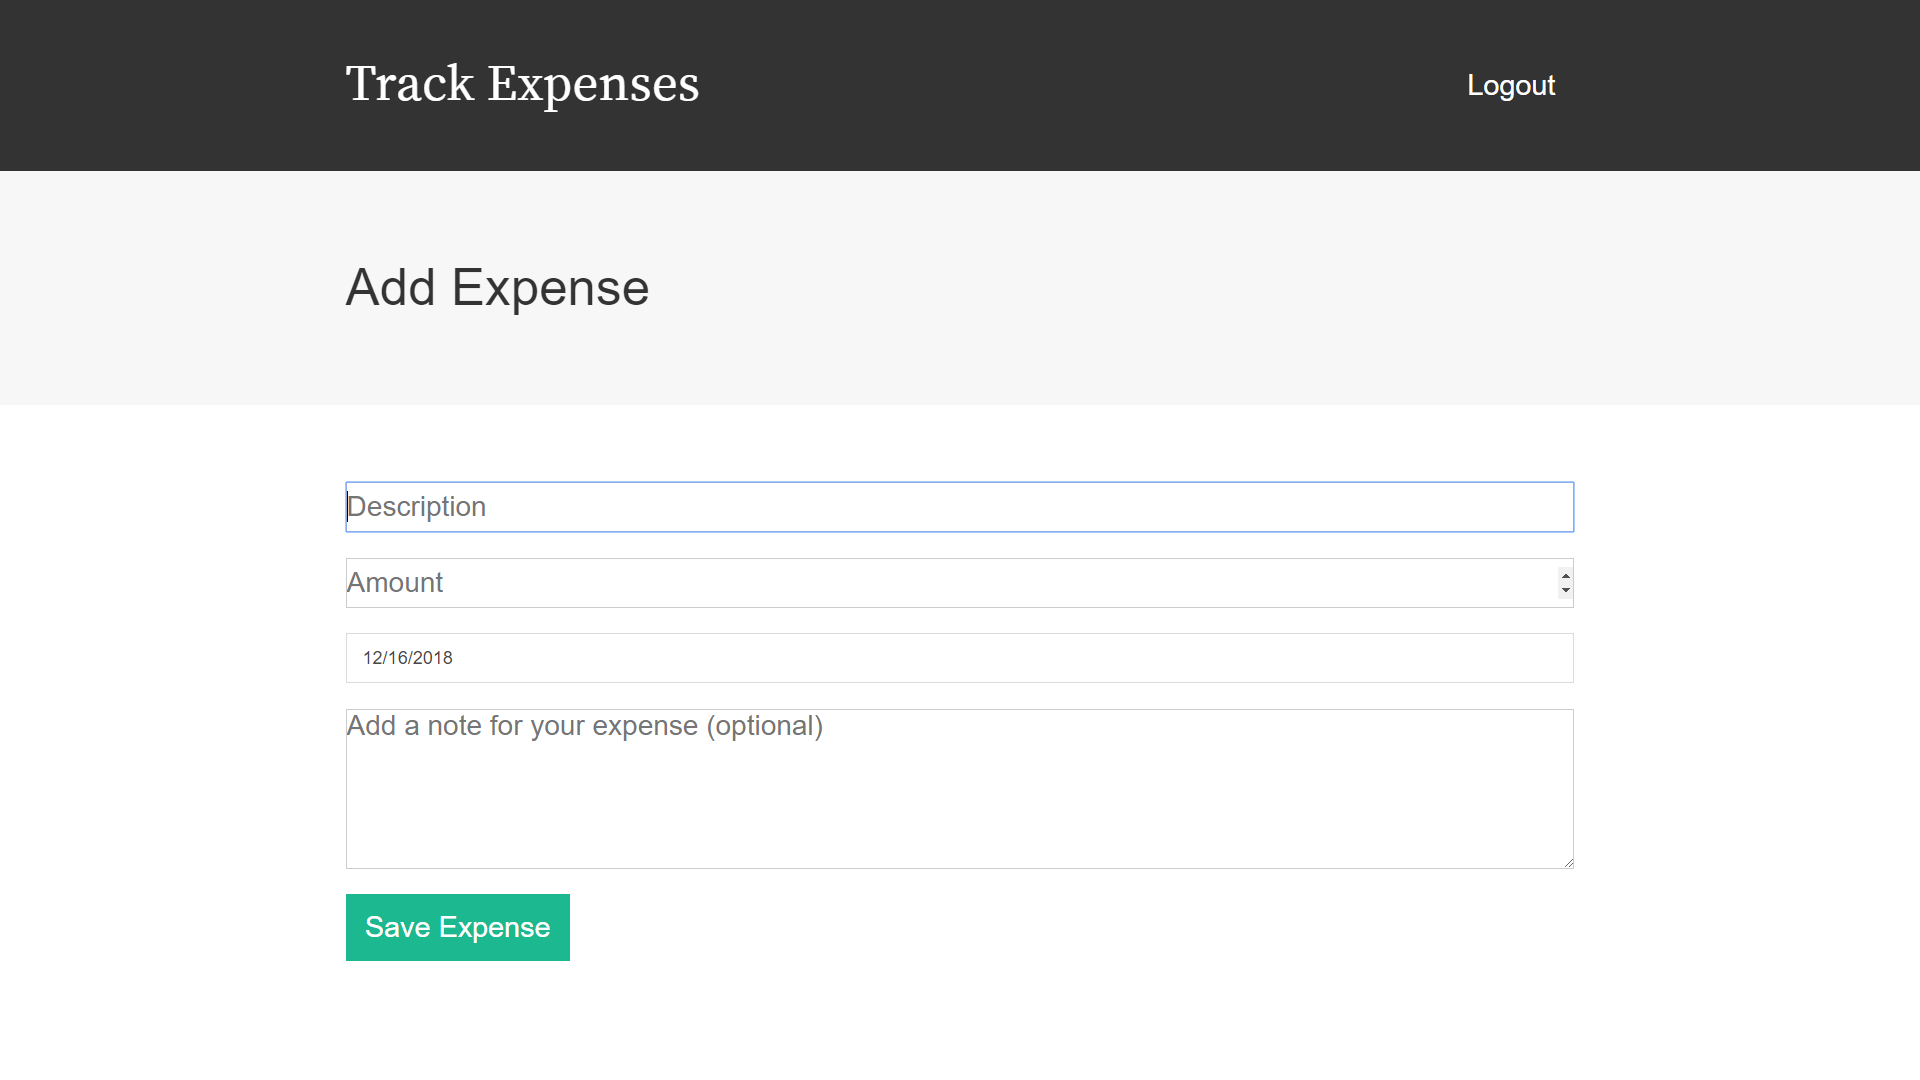 Track Expenses
Logout
Add Expense
Description
Amount
12/16/2018
Add a note for your expense (optional)
Save Expense